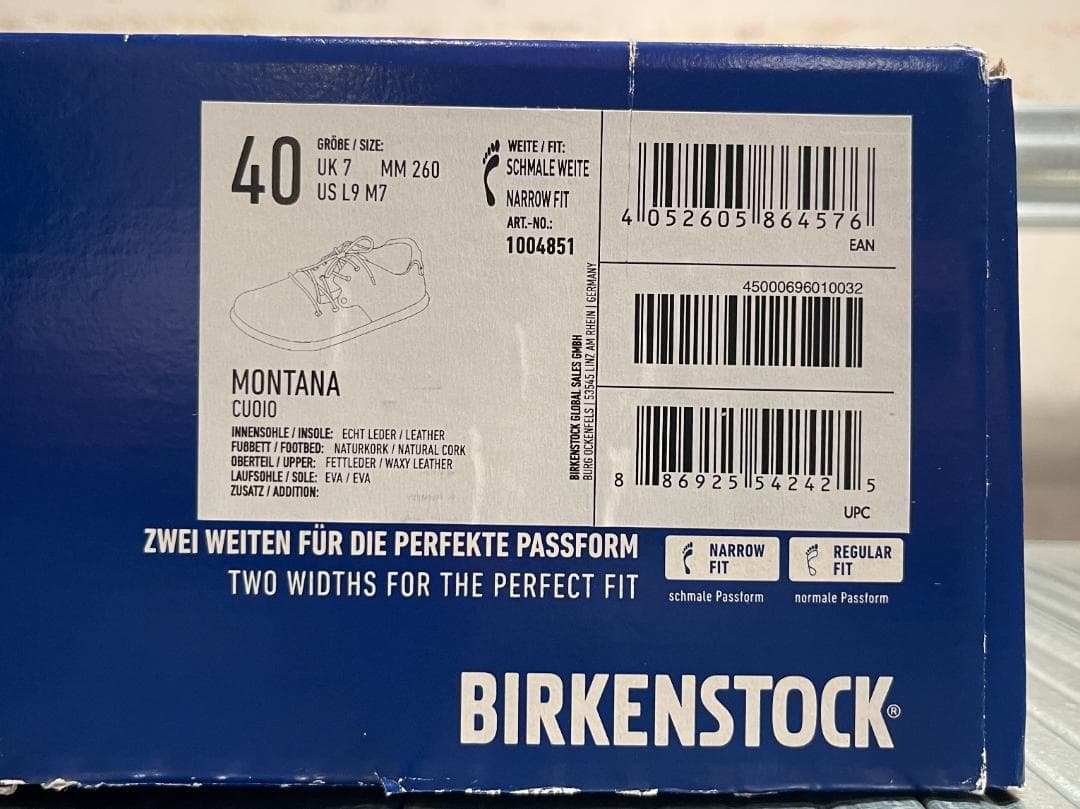 40
GRÖßE / SIZE:
UK 7 MM 260
US L9 M7
WEITE / FIT:
SCHMALE WEITE
NARROW FIT
ART.-NO.:
1004851
MONTANA
CUOIO
INNENSOHLE / INSOLE: ECHT LEDER / LEATHER
FUßBETT / FOOTBED: NATURKORK / NATURAL CORK
OBERTEIL / UPPER: FETTLEDER / WAXY LEATHER
LAUFSOHLE / SOLE: EVA / EVA
ZUSATZ / ADDITION:
BIRKENSTOCK GLOBAL SALES GMBH
BURG OCKENFELS | 53545 LINZ AM RHEIN | GERMANY
4 052605 864576
EAN
45000696010032
8 86925 54242 5
UPC
ZWEI WEITEN FÜR DIE PERFEKTE PASSFORM
TWO WIDTHS FOR THE PERFECT FIT
NARROW
FIT
schmale Passform
REGULAR
FIT
normale Passform
BIRKENSTOCK®